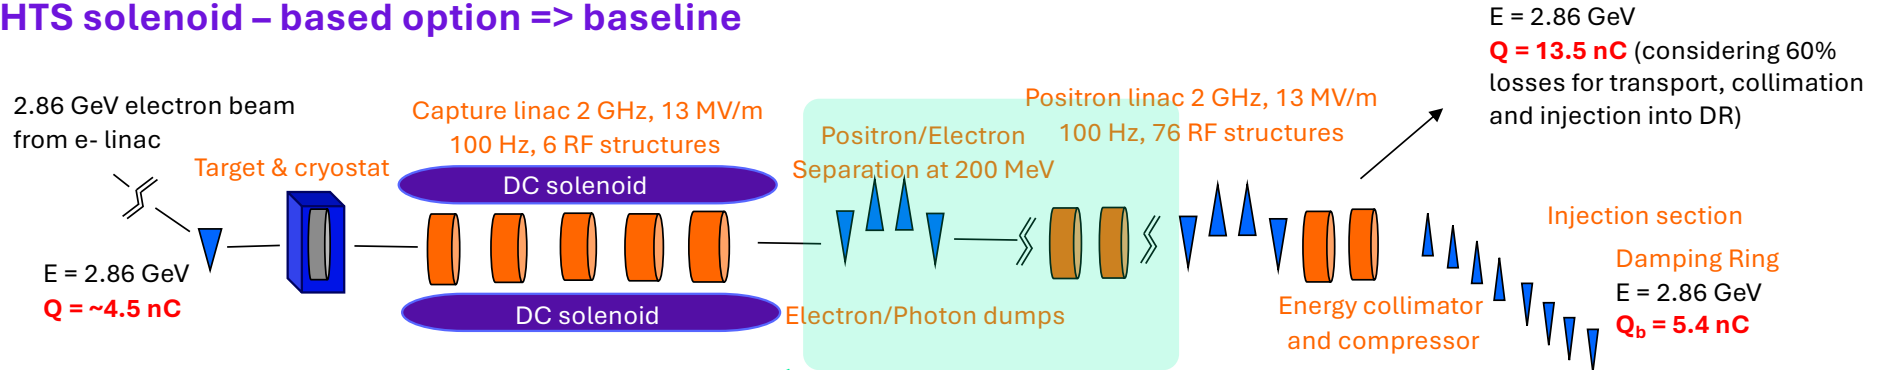 HTS solenoid – based option => baseline
E = 2.86 GeV
Q = 13.5 nC (considering 60%
losses for transport, collimation
and injection into DR)
2.86 GeV electron beam
from e- linac
Target & cryostat
Capture linac 2 GHz, 13 MV/m
100 Hz, 6 RF structures
DC solenoid
Positron/Electron
Separation at 200 MeV
Positron linac 2 GHz, 13 MV/m
100 Hz, 76 RF structures
E = 2.86 GeV
Q = ~4.5 nC
DC solenoid
Electron/Photon dumps
Energy collimator
and compressor
Injection section
Damping Ring
E = 2.86 GeV
Qb = 5.4 nC